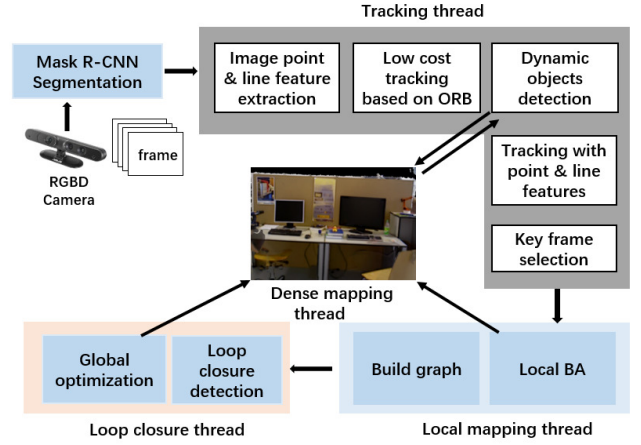 Tracking thread
Mask R-CNN
Segmentation
Image point
& line feature
extraction
Low cost
tracking
based on ORB
Dynamic
objects
detection
frame
RGBD
Camera
Tracking with
point & line
features
Key frame
selection
Dense mapping
thread
Global
optimization
Loop
closure
detection
Build graph
Local BA
Loop closure thread
Local mapping thread